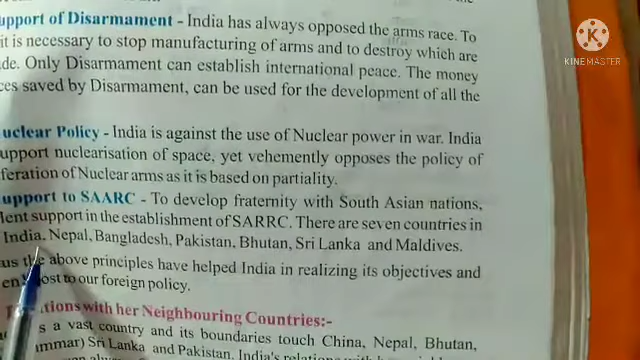 upport of Disarmament - India has always opposed the arms race. To
it is necessary to stop manufacturing of arms and to destroy which are
de. Only Disarmament can establish international peace. The money
ces saved by Disarmament, can be used for the development of all the
uclear Policy - India is against the use of Nuclear power in war. India
upport nuclearisation of space, yet vehemently opposes the policy of
feration of Nuclear arms as it is based on partiality.
upport to SAARC - To develop fraternity with South Asian nations,
lent support in the establishment of SARRC. There are seven countries in
India, Nepal, Bangladesh, Pakistan, Bhutan, Sri Lanka and Maldives.
us the above principles have helped India in realizing its objectives and
en ost to our foreign policy.
tions with her Neighbouring Countries:-
s a vast country and its boundaries touch China, Nepal, Bhutan,
mmar) Sri Lanka and Pakistan. India's relations with
KINEMASTER